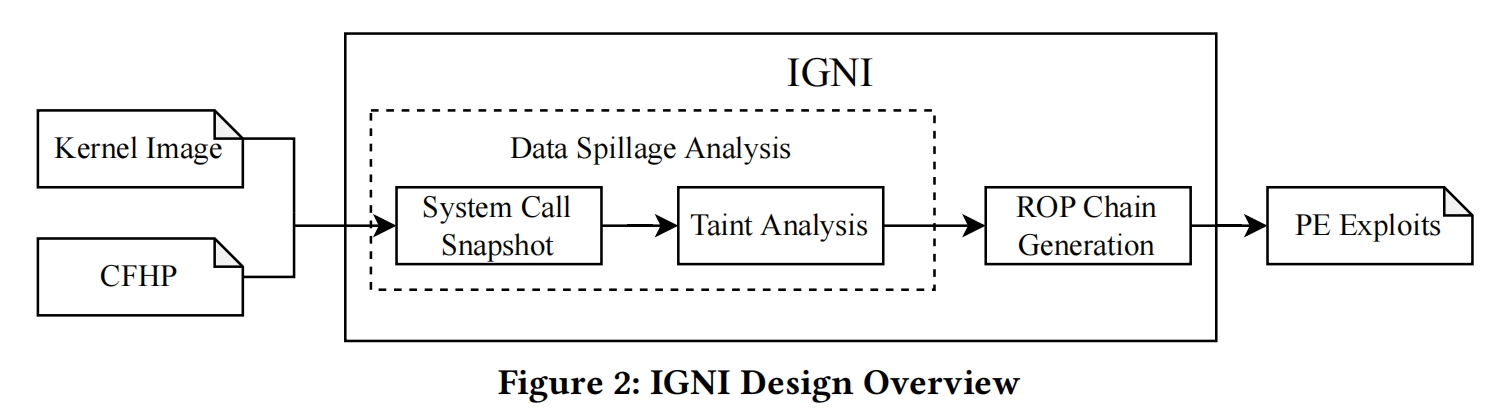 IGNI
Kernel Image
CFHP
Data Spillage Analysis
System Call
Snapshot
Taint Analysis
ROP Chain
Generation
PE Exploits
Figure 2: IGNI Design Overview